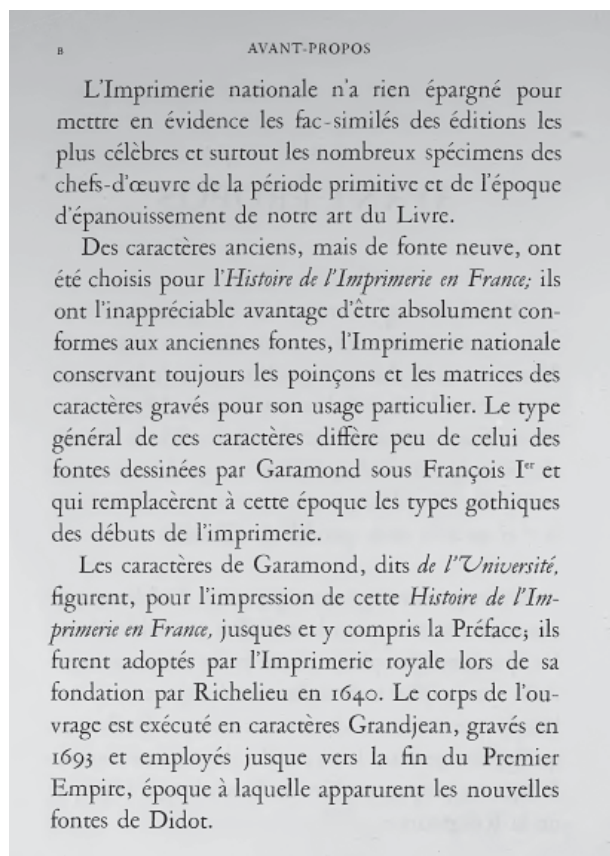 B
AVANT-PROPOS
L'Imprimerie nationale n'a rien épargné pour
mettre en évidence les fac-similés des éditions les
plus célèbres et surtout les nombreux spécimens des
chefs-d'œuvre de la période primitive et de l'époque
d'épanouissement de notre art du Livre.
Des caractères anciens, mais de fonte neuve, ont
été choisis pour l'Histoire de l'Imprimerie en France; ils
ont l'inappréciable avantage d'être absolument con-
formes aux anciennes fontes, l'Imprimerie nationale
conservant toujours les poinçons et les matrices des
caractères gravés pour son usage particulier. Le type
général de ces caractères diffère peu de celui des
fontes dessinées par Garamond sous François Ier et
qui remplacèrent à cette époque les types gothiques
des débuts de l'imprimerie.
Les caractères de Garamond, dits de l'Université,
figurent, pour l'impression de cette Histoire de l'Im-
primerie en France, jusques et y compris la Préface; ils
furent adoptés par l'Imprimerie royale lors de sa
fondation par Richelieu en 1640. Le corps de l'ou-
vrage est exécuté en caractères Grandjean, gravés en
1693 et employés jusque vers la fin du Premier
Empire, époque à laquelle apparurent les nouvelles
fontes de Didot.